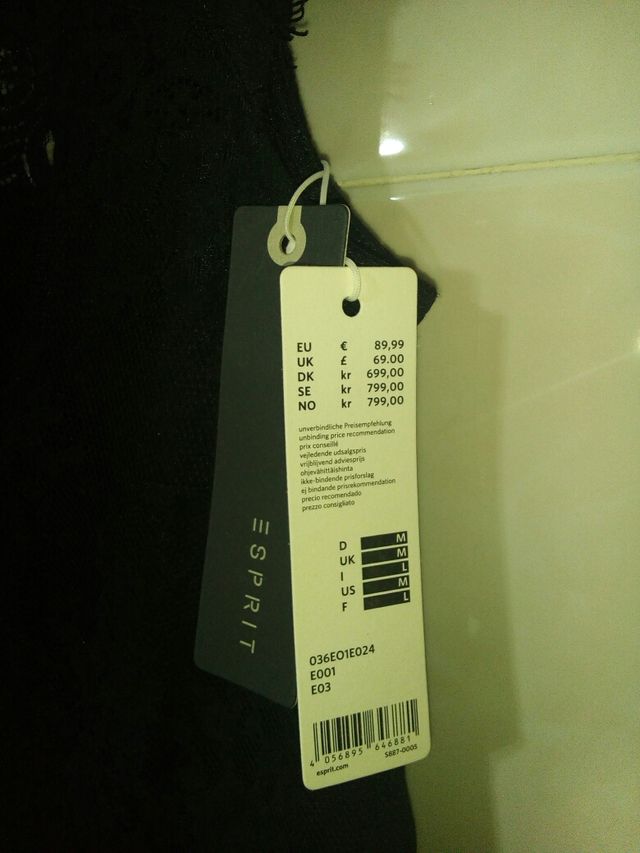 EU € 89,99
UK £ 69.00
DK kr 699,00
SE kr 799,00
NO kr 799,00
unverbindliche Preisempfehlung
unbinding price recommendation
prix conseillé
vejledende udsalgspris
vrijblijvend adviesprijs
ohjevähittäishinta
ikke-bindende prisforslag
ej bindande prisrekommendation
precio recomendado
prezzo consigliato
D M
UK M
I L
US M
F L
036EO1E024
E001
E03
4 056895 646881
esprit.com S887-0005
ESPRIT